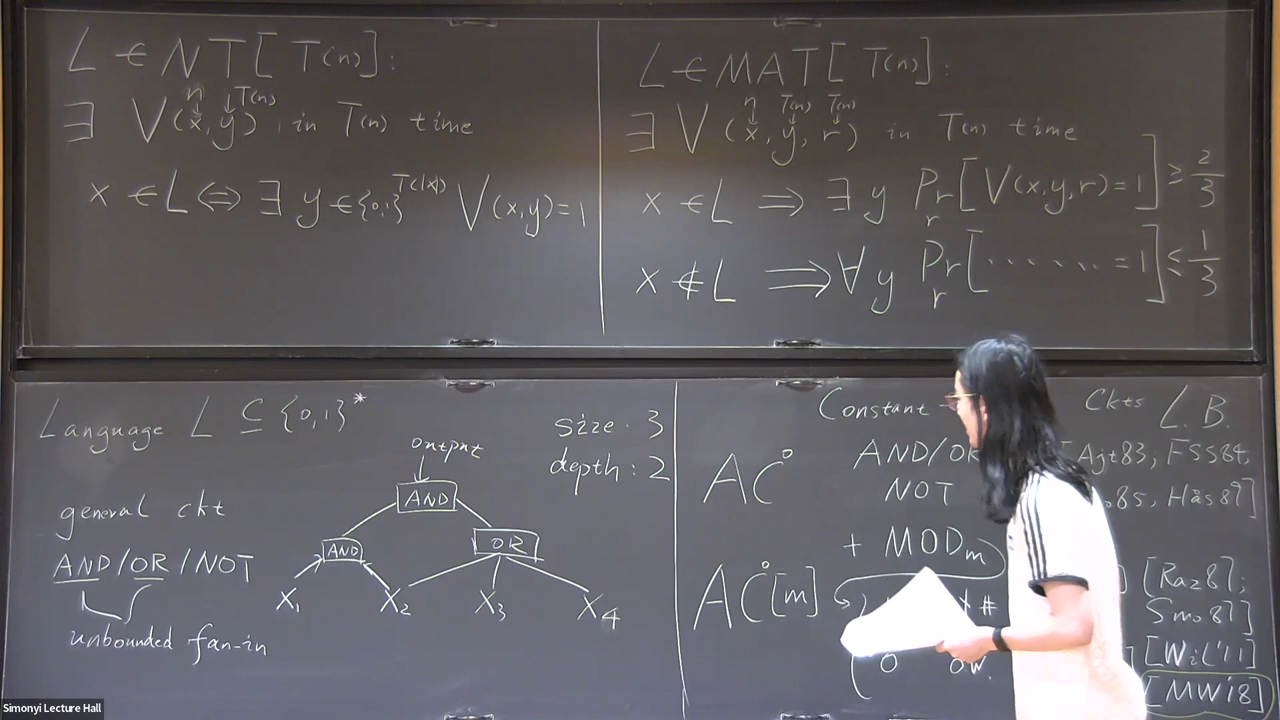 L ∈ NT[T(n)]:
n T(n)
∃ V(x, y), in T(n) time
x ∈ L ⇔ ∃ y ∈ {0,1}^T(|x|) V(x,y)=1
L ∈ MAT[T(n)]:
n T(n) T(n)
∃ V(x, y, r) in T(n) time
x ∈ L ⇒ ∃ y Pr_r[V(x,y,r)=1] ≥ 2/3
x ∉ L ⇒ ∀ y Pr_r[.......=1] ≤ 1/3
Language L ⊆ {0,1}*
general ckt
AND/OR/NOT
unbounded fan-in
output
AND
AND
OR
X1 X2 X3 X4
size: 3
depth: 2
Constant Ckts L.B.
AC⁰ AND/OR Ajt83, FSS84,
NOT 85, Hås89]
+ MODm
AC⁰[m] [Raz87;
#
Smo87]
0 ow. [Wil'11]
[MW18]
Simonyi Lecture Hall